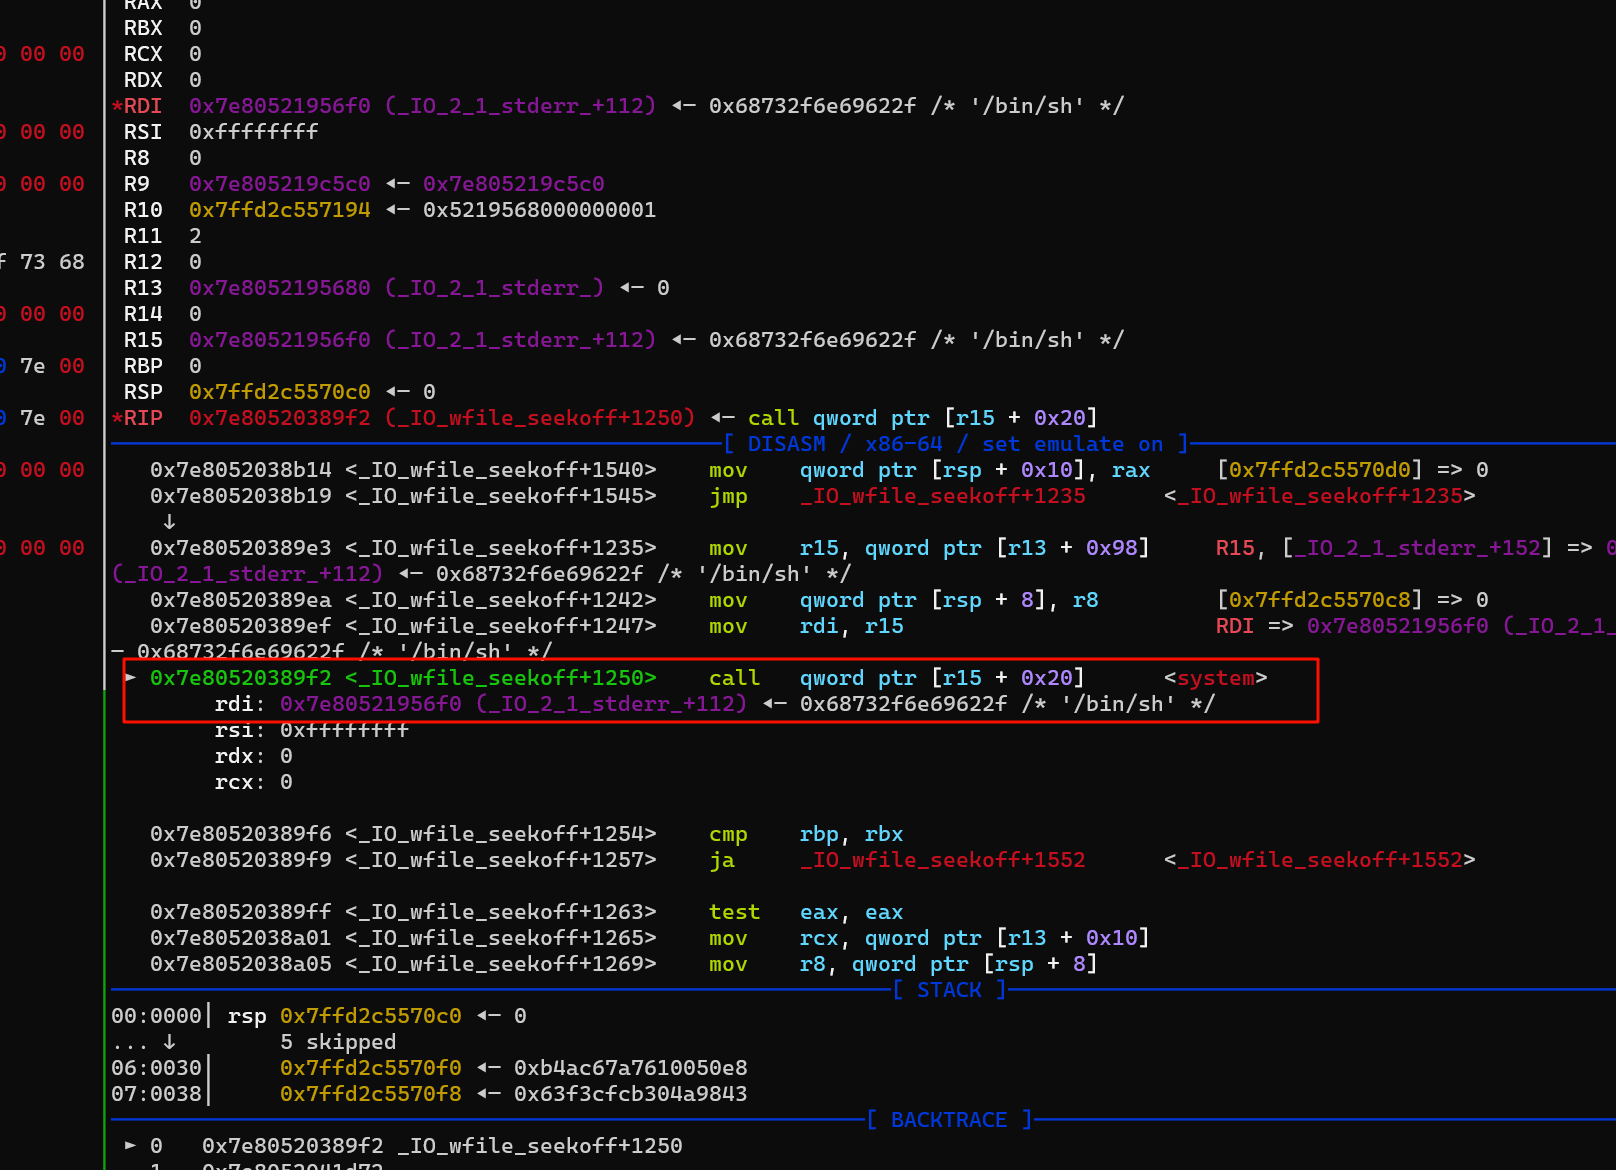 RAX  0
RBX  0
0 00 00  RCX  0
RDX  0
*RDI  0x7e80521956f0 (_IO_2_1_stderr_+112) ◂— 0x68732f6e69622f /* '/bin/sh' */
0 00 00  RSI  0xffffffff
R8   0
0 00 00  R9   0x7e805219c5c0 ◂— 0x7e805219c5c0
R10  0x7ffd2c557194 ◂— 0x5219568000000001
R11  2
f 73 68  R12  0
R13  0x7e8052195680 (_IO_2_1_stderr_) ◂— 0
0 00 00  R14  0
R15  0x7e80521956f0 (_IO_2_1_stderr_+112) ◂— 0x68732f6e69622f /* '/bin/sh' */
0 7e 00  RBP  0
RSP  0x7ffd2c5570c0 ◂— 0
0 7e 00  *RIP  0x7e80520389f2 (_IO_wfile_seekoff+1250) ◂— call qword ptr [r15 + 0x20]
[ DISASM / x86-64 / set emulate on ]
0 00 00  0x7e8052038b14 <_IO_wfile_seekoff+1540>    mov    qword ptr [rsp + 0x10], rax     [0x7ffd2c5570d0] => 0
0x7e8052038b19 <_IO_wfile_seekoff+1545>    jmp    _IO_wfile_seekoff+1235      <_IO_wfile_seekoff+1235>
↓
0 00 00  0x7e80520389e3 <_IO_wfile_seekoff+1235>    mov    r15, qword ptr [r13 + 0x98]     R15, [_IO_2_1_stderr_+152] => 0
(_IO_2_1_stderr_+112) ◂— 0x68732f6e69622f /* '/bin/sh' */
0x7e80520389ea <_IO_wfile_seekoff+1242>    mov    qword ptr [rsp + 8], r8         [0x7ffd2c5570c8] => 0
0x7e80520389ef <_IO_wfile_seekoff+1247>    mov    rdi, r15                        RDI => 0x7e80521956f0 (_IO_2_1_
— 0x68732f6e69622f /* '/bin/sh' */
► 0x7e80520389f2 <_IO_wfile_seekoff+1250>    call   qword ptr [r15 + 0x20]      <system>
rdi: 0x7e80521956f0 (_IO_2_1_stderr_+112) ◂— 0x68732f6e69622f /* '/bin/sh' */
rsi: 0xffffffff
rdx: 0
rcx: 0
0x7e80520389f6 <_IO_wfile_seekoff+1254>    cmp    rbp, rbx
0x7e80520389f9 <_IO_wfile_seekoff+1257>    ja     _IO_wfile_seekoff+1552      <_IO_wfile_seekoff+1552>
0x7e80520389ff <_IO_wfile_seekoff+1263>    test   eax, eax
0x7e8052038a01 <_IO_wfile_seekoff+1265>    mov    rcx, qword ptr [r13 + 0x10]
0x7e8052038a05 <_IO_wfile_seekoff+1269>    mov    r8, qword ptr [rsp + 8]
[ STACK ]
00:0000│ rsp 0x7ffd2c5570c0 ◂— 0
... ↓        5 skipped
06:0030│     0x7ffd2c5570f0 ◂— 0xb4ac67a7610050e8
07:0038│     0x7ffd2c5570f8 ◂— 0x63f3cfcb304a9843
[ BACKTRACE ]
► 0   0x7e80520389f2 _IO_wfile_seekoff+1250
1   0x7e8052041d72